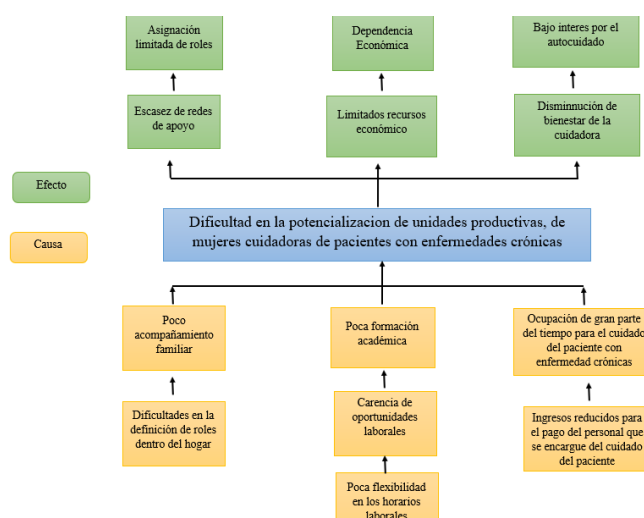 Asignación
limitada de roles
Dependencia
Económica
Bajo interes por el
autocuidado
Escasez de redes
de apoyo
Limitados recursos
económico
Disminnución de
bienestar de la
cuidadora
Efecto
Causa
Dificultad en la potencializacion de unidades productivas, de
mujeres cuidadoras de pacientes con enfermedades crónicas
Poco
acompañamiento
familiar
Poca formación
académica
Ocupación de gran parte
del tiempo para el cuidado
del paciente con
enfermedad crónicas
Dificultades en la
definición de roles
dentro del hogar
Carencia de
oportunidades
laborales
Ingresos reducidos para
el pago del personal que
se encargue del cuidado
del paciente
Poca flexibilidad
en los horarios
laborales